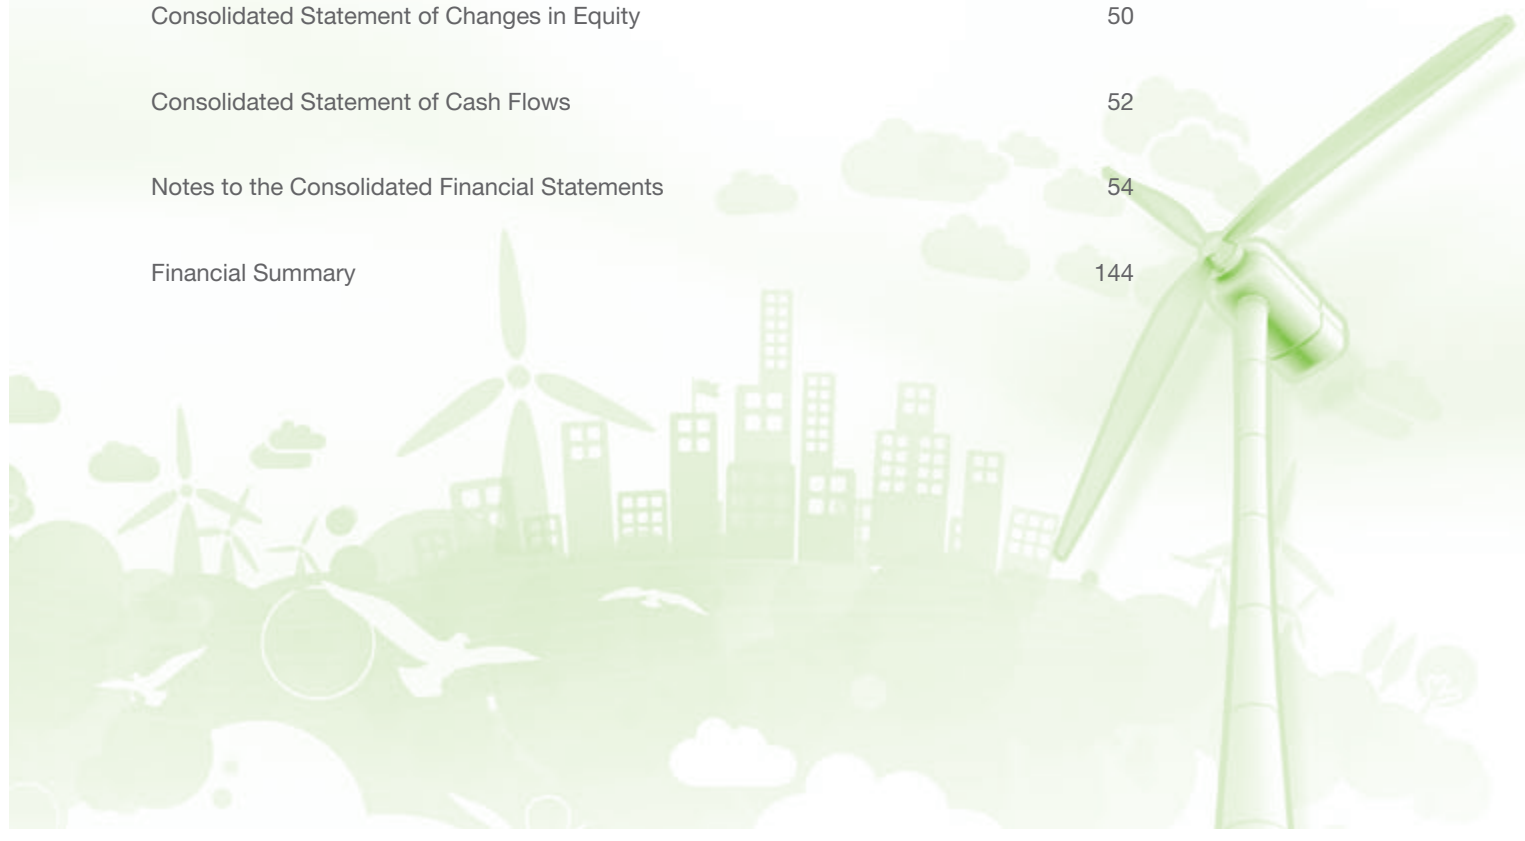 Consolidated Statement of Changes in Equity 50
Consolidated Statement of Cash Flows 52
Notes to the Consolidated Financial Statements 54
Financial Summary 144